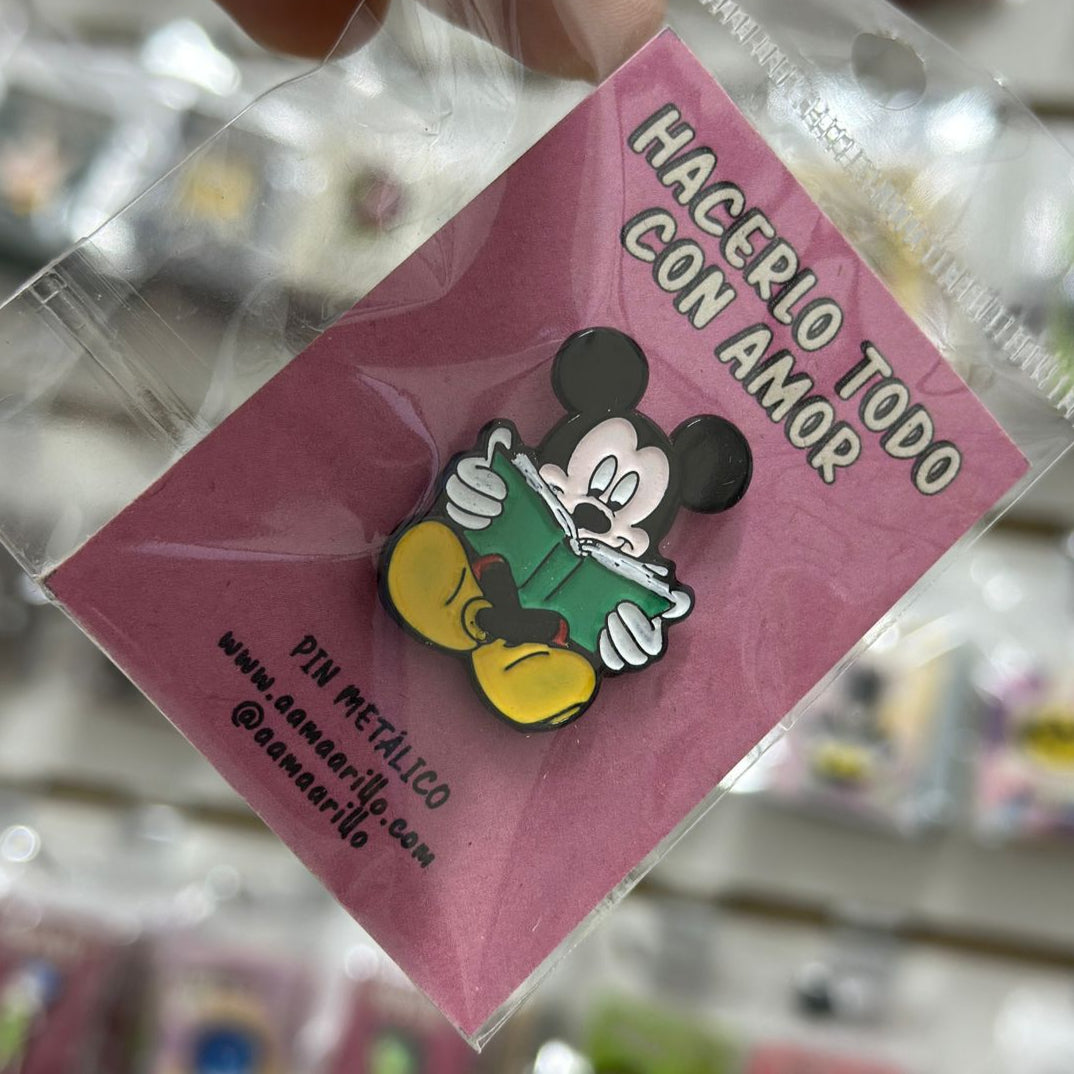 HACERLO TODO
CON AMOR
PIN METÁLICO
www.aamaarillo.com
@aamaarillo